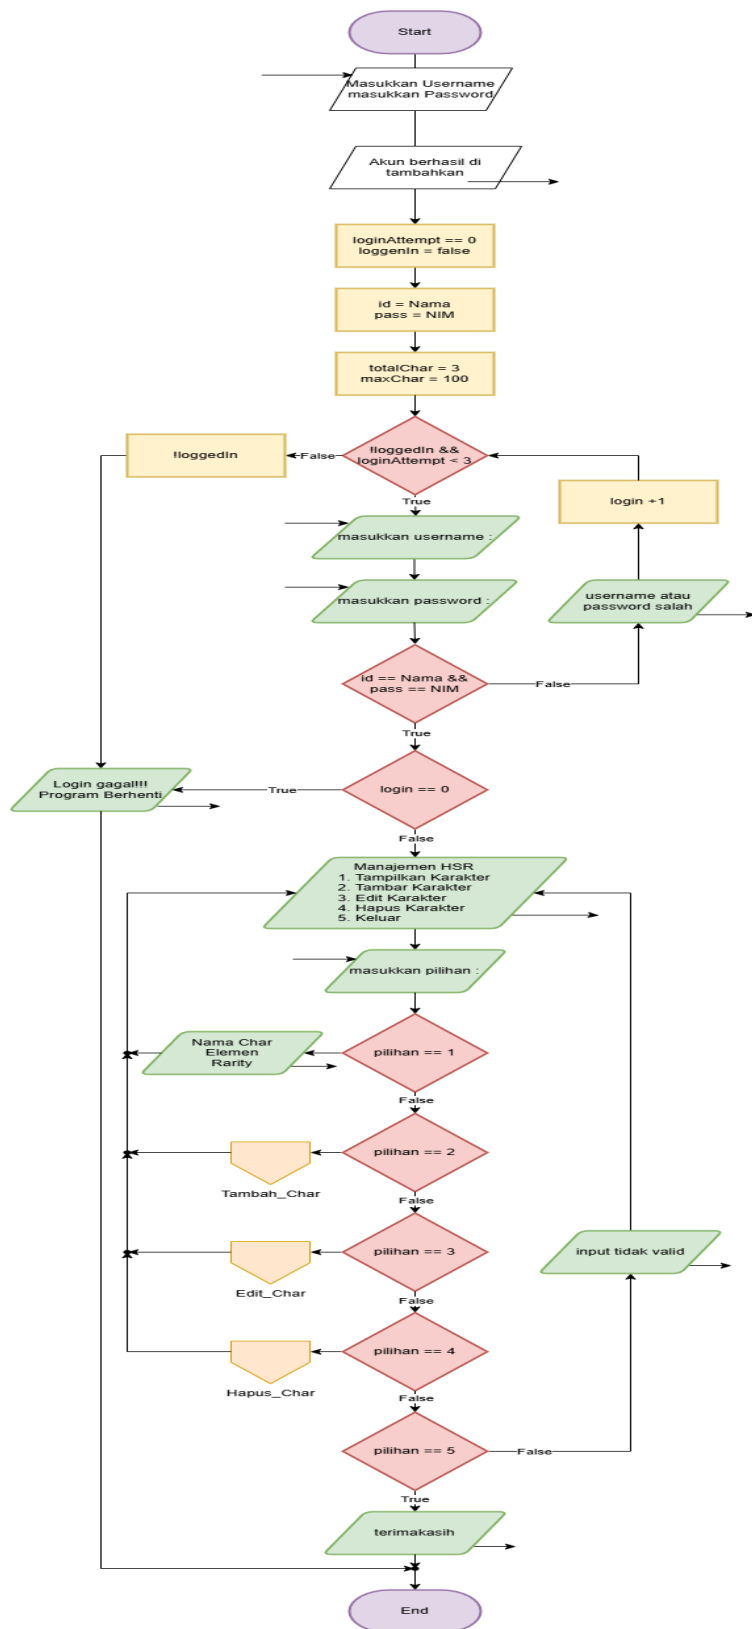 Start
Masukkan Username
masukkan Password
Akun berhasil di
tambahkan
loginAttempt == 0
loggenIn = false
id = Nama
pass = NIM
totalChar = 3
maxChar = 100
!loggedIn
False
!loggedIn &&
loginAttempt < 3
True
login +1
masukkan username :
masukkan password :
username atau
password salah
id == Nama &&
pass == NIM
False
True
Login gagal!!!
Program Berhenti
True
login == 0
False
Manajemen HSR
1. Tampilkan Karakter
2. Tambar Karakter
3. Edit Karakter
4. Hapus Karakter
5. Keluar
masukkan pilihan :
Nama Char
Elemen
Rarity
pilihan == 1
False
pilihan == 2
Tambah_Char
False
pilihan == 3
input tidak valid
Edit_Char
False
pilihan == 4
Hapus_Char
False
pilihan == 5
False
True
terimakasih
End